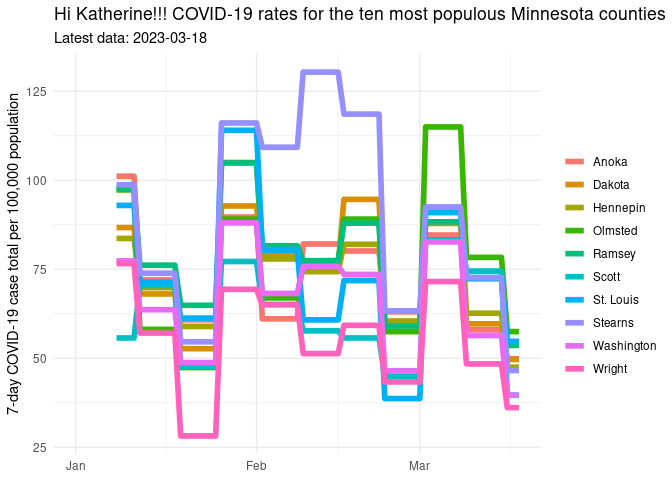 Hi Katherine!!! COVID-19 rates for the ten most populous Minnesota counties
Latest data: 2023-03-18
7-day COVID-19 case total per 100,000 population
125
100
75
50
25
Jan
Feb
Mar
Anoka
Dakota
Hennepin
Olmsted
Ramsey
Scott
St. Louis
Stearns
Washington
Wright